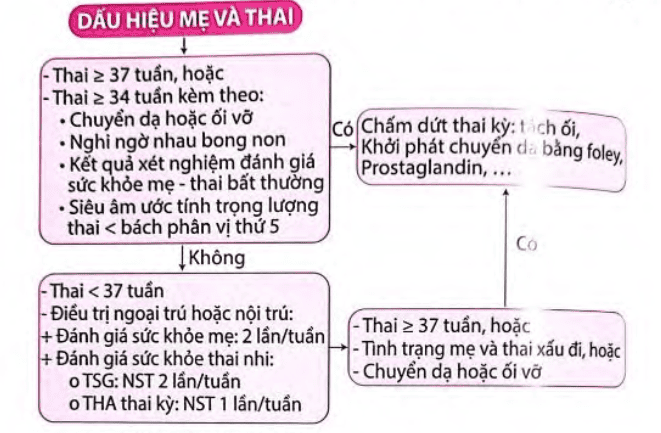 DẤU HIỆU MẸ VÀ THAI
- Thai ≥ 37 tuần, hoặc
- Thai ≥ 34 tuần kèm theo:
• Chuyển dạ hoặc ối vỡ
• Nghi ngờ nhau bong non
• Kết quả xét nghiệm đánh giá
sức khỏe mẹ - thai bất thường
• Siêu âm ước tính trọng lượng
thai < bách phân vị thứ 5
Có
Chấm dứt thai kỳ: tách ối,
Khởi phát chuyển dạ bằng foley,
Prostaglandin, ...
Không
- Thai < 37 tuần
- Điều trị ngoại trú hoặc nội trú:
+ Đánh giá sức khỏe mẹ: 2 lần/tuần
+ Đánh giá sức khỏe thai nhi:
o TSG: NST 2 lần/tuần
o THA thai kỳ: NST 1 lần/tuần
- Thai ≥ 37 tuần, hoặc
- Tình trạng mẹ và thai xấu đi, hoặc
- Chuyển dạ hoặc ối vỡ
Có